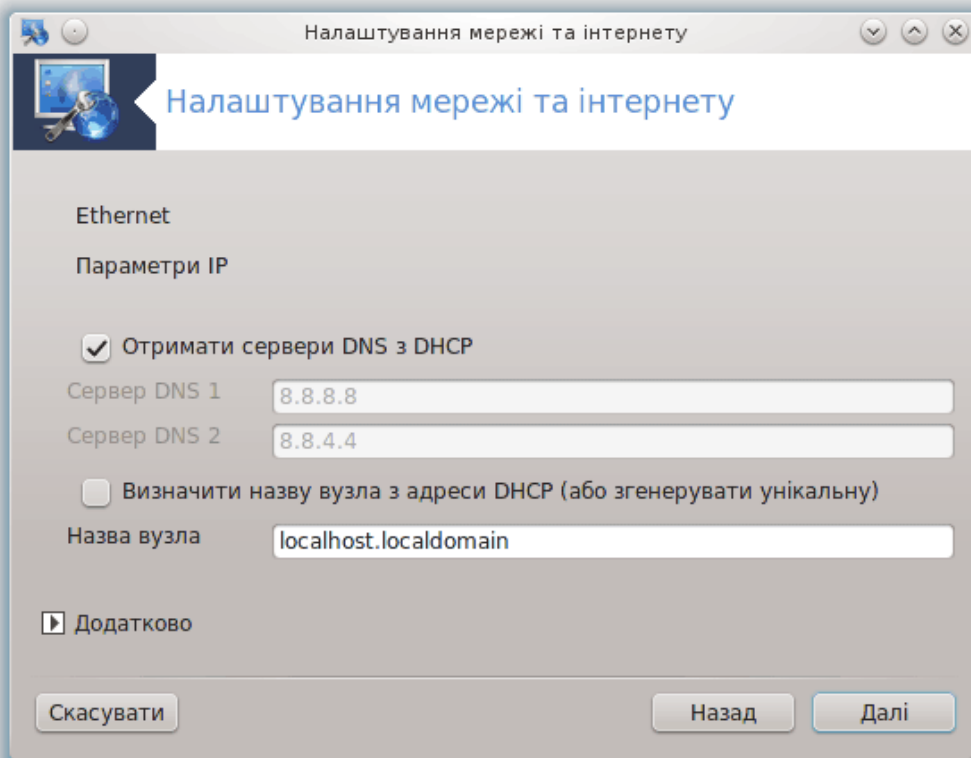 Налаштування мережі та інтернету
Налаштування мережі та інтернету
Ethernet
Параметри IP
Отримати сервери DNS з DHCP
Сервер DNS 1
8.8.8.8
Сервер DNS 2
8.8.4.4
Визначити назву вузла з адреси DHCP (або згенерувати унікальну)
Назва вузла
localhost.localdomain
Додатково
Скасувати
Назад
Далі